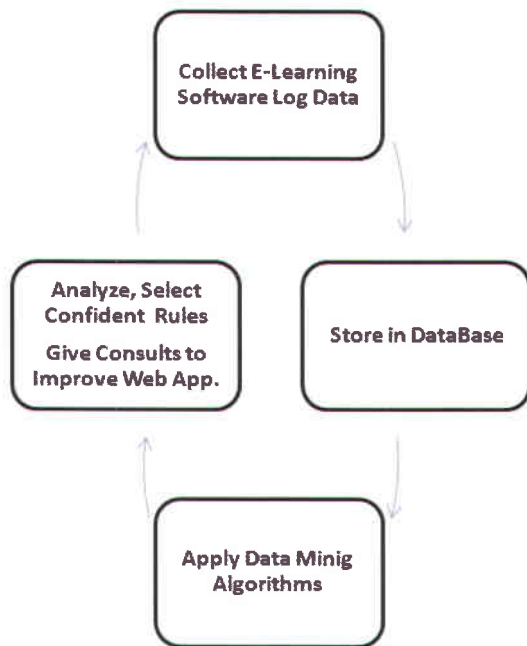 Collect E-Learning
Software Log Data
Store in DataBase
Apply Data Minig
Algorithms
Analyze, Select
Confident Rules
Give Consults to
Improve Web App.